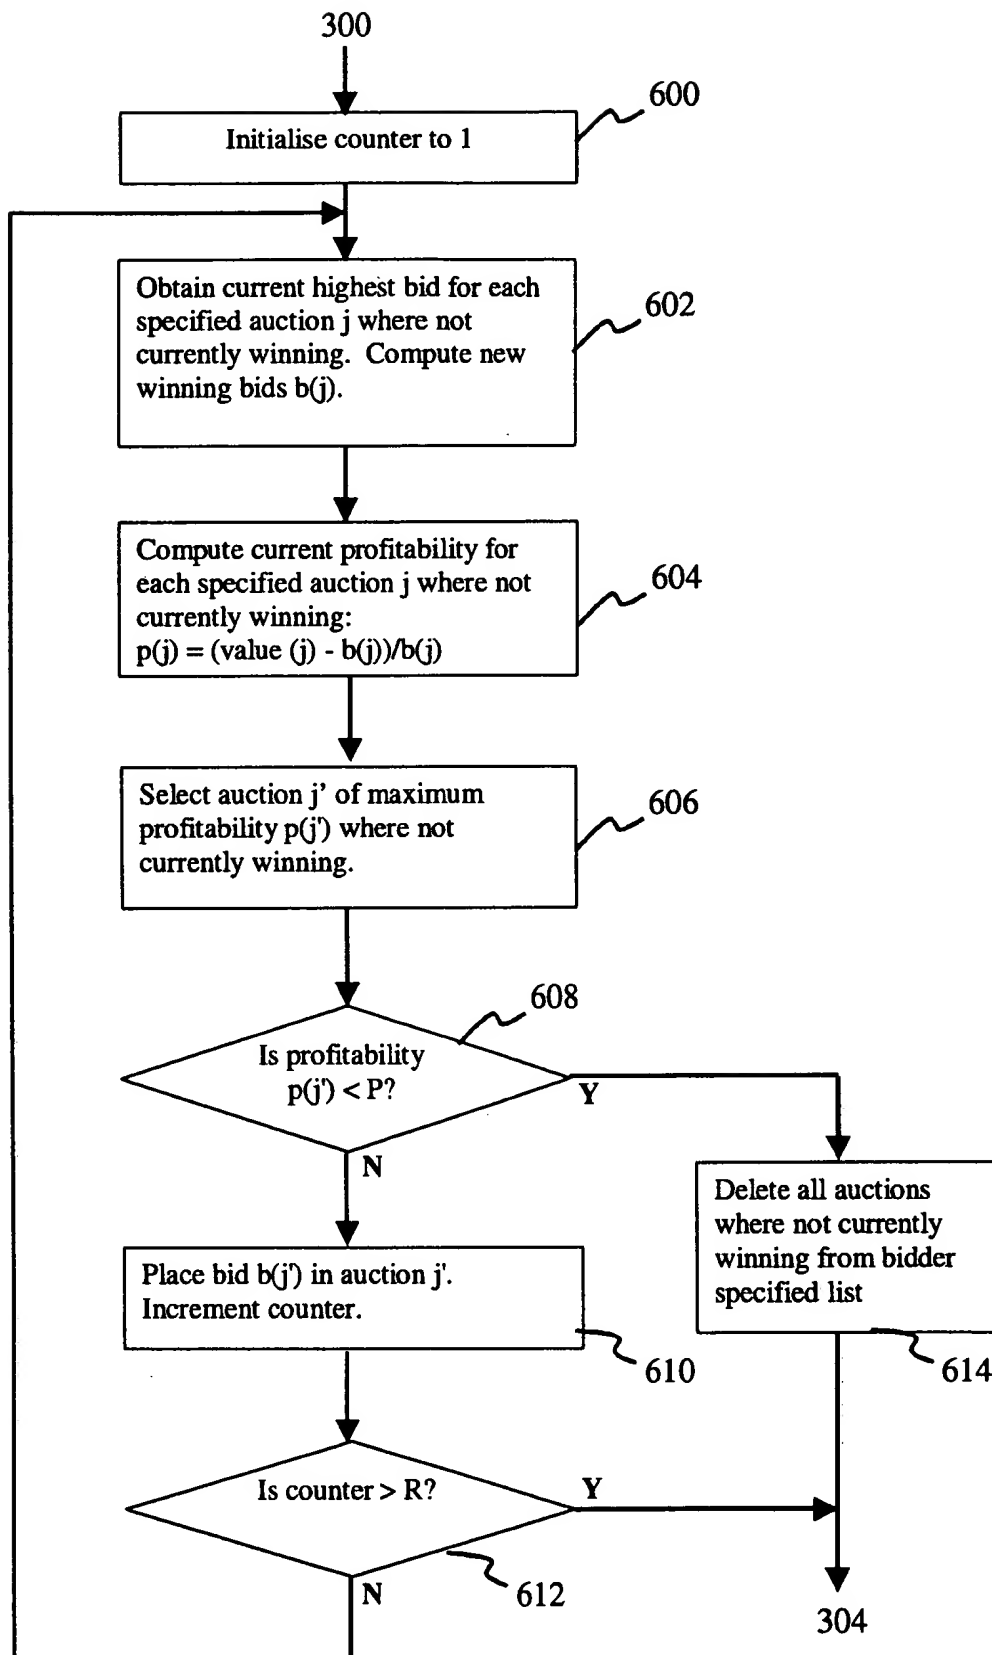 300
600
Initialise counter to 1
602
Obtain current highest bid for each
specified auction j where not
currently winning. Compute new
winning bids b(j).
604
Compute current profitability for
each specified auction j where not
currently winning:
p(j) = (value (j) - b(j))/b(j)
606
Select auction j' of maximum
profitability p(j') where not
currently winning.
608
Is profitability
p(j') < P?
Y
N
Delete all auctions
where not currently
winning from bidder
specified list
614
Place bid b(j') in auction j'.
Increment counter.
610
Is counter > R?
Y
N
612
304